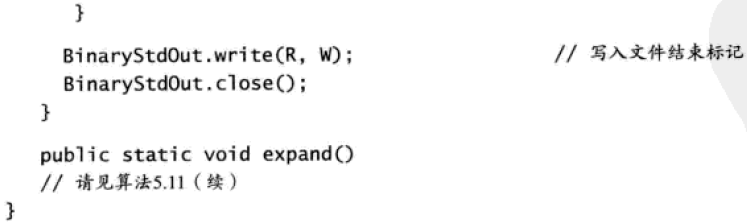 }
BinaryStdOut.write(R, W); // 写入文件结束标记
BinaryStdOut.close();
}
public static void expand()
// 请见算法5.11（续）
}